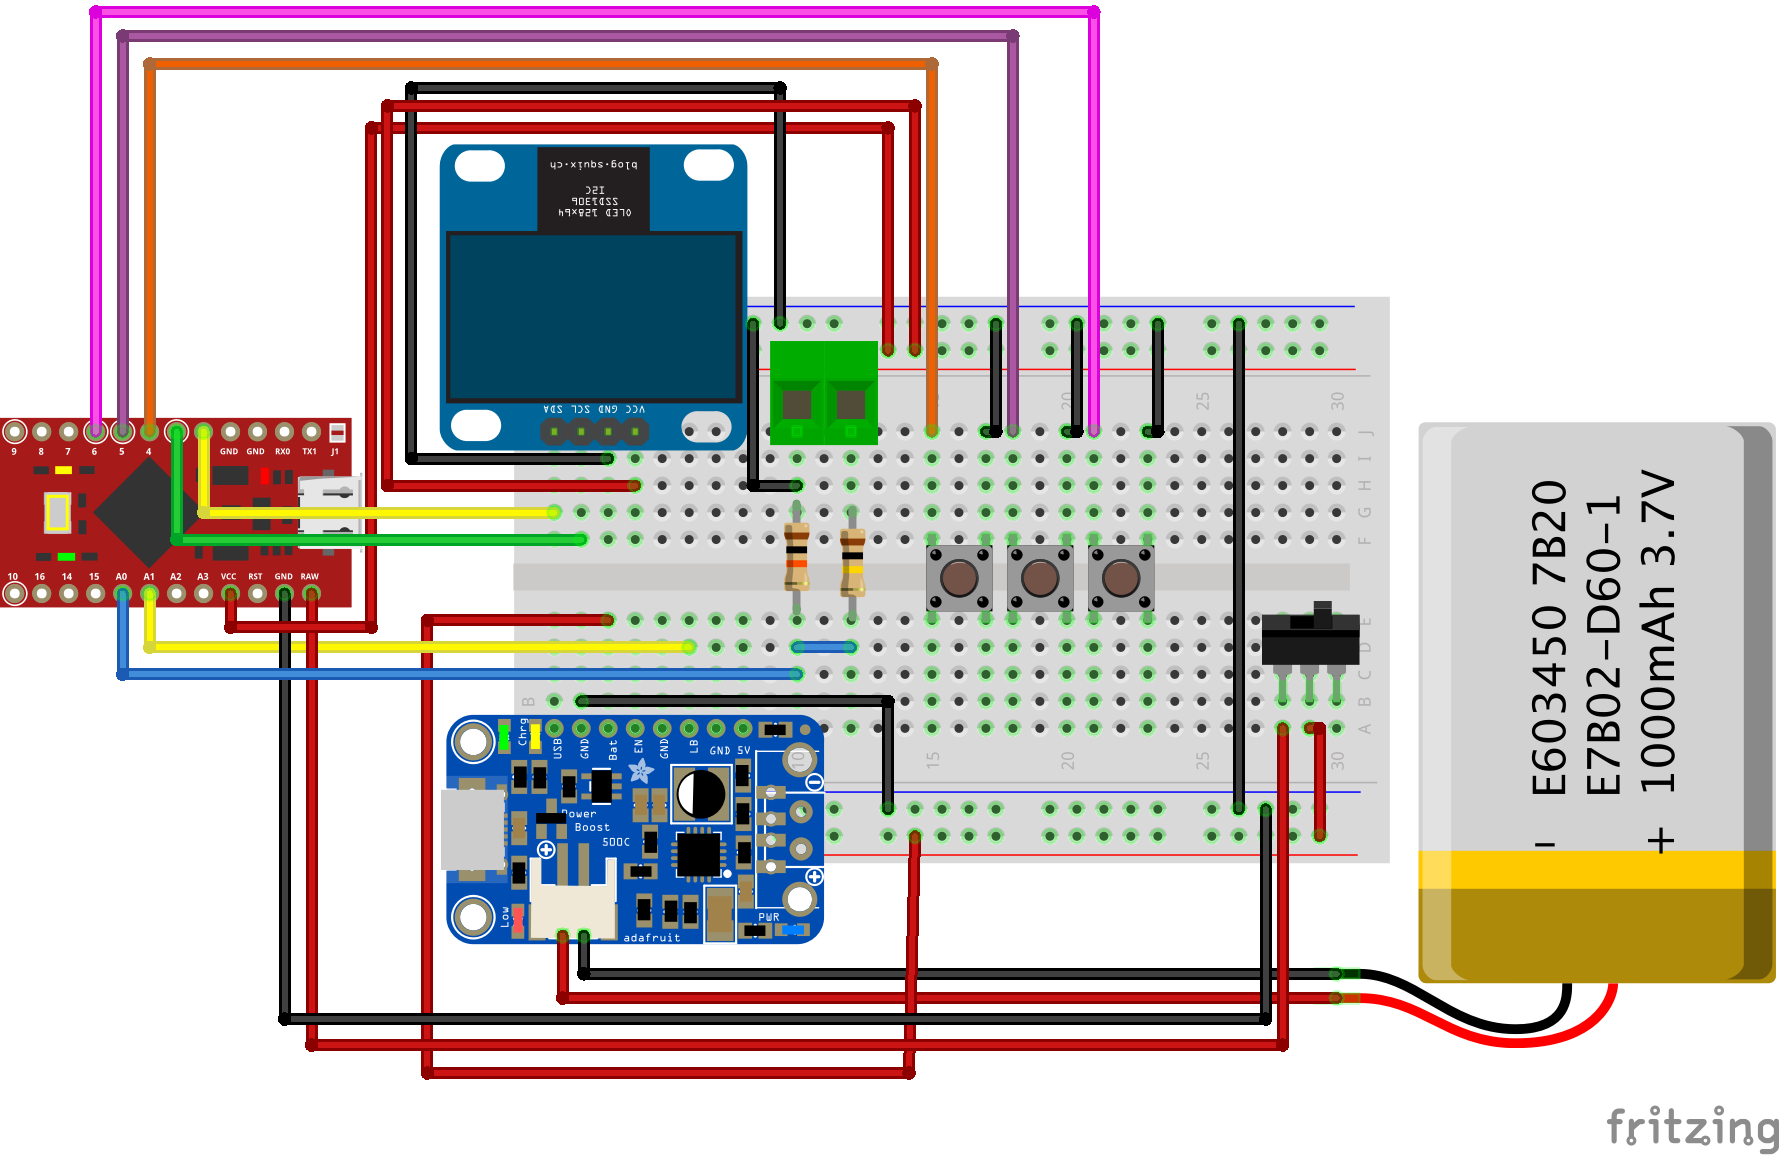 blog.squix.ch
I2C
SSD1306
OLED 128x64
VCC GND SCL SDA
9 8 7 6 5 4 GND GND RX0 TX1 J1
10 16 14 15 A0 A1 A2 A3 VCC RST GND RAW
15 20 25 30
J
I
H
G
F
E
D
C
B
A
B
10 15 20 25 30
Chrg
USB GND Bat EN GND LB GND 5V
Power
Boost
500C
Low
PWR
adafruit
E603450 7B20
E7B02-D60-1
1000mAh 3.7V
- +
fritzing